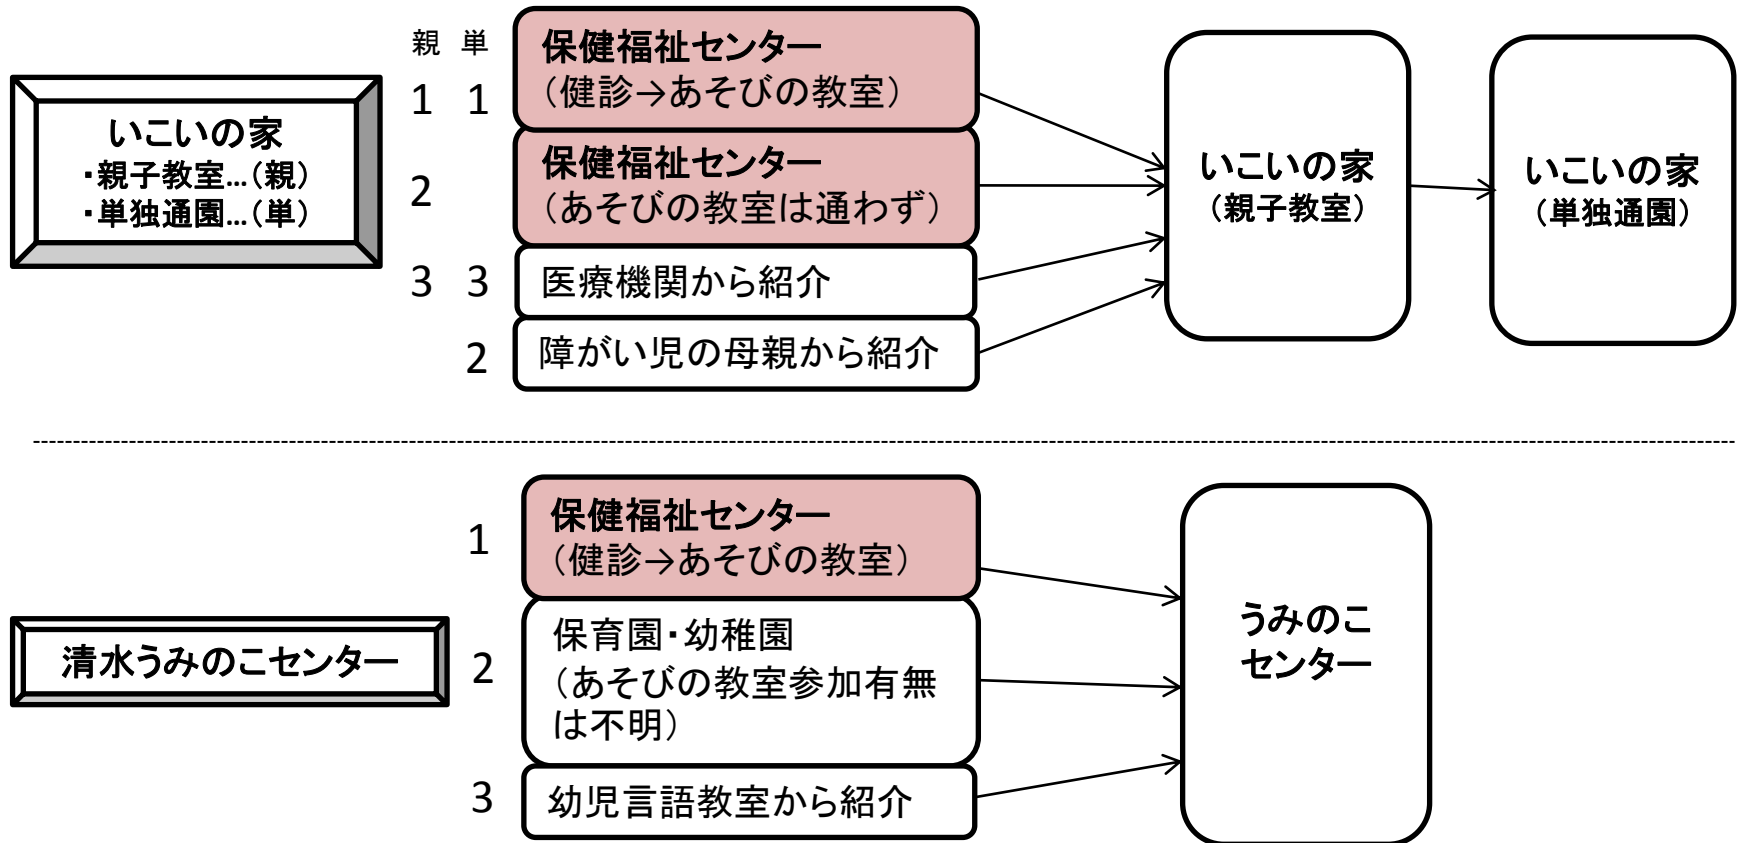 いこいの家
・親子教室…(親)
・単独通園…(単)
親 単
1 1
保健福祉センター
（健診→あそびの教室）
2
保健福祉センター
（あそびの教室は通わず）
3 3
医療機関から紹介
2
障がい児の母親から紹介
いこいの家
（親子教室）
いこいの家
（単独通園）
清水うみのこセンター
1
保健福祉センター
（健診→あそびの教室）
2
保育園・幼稚園
（あそびの教室参加有無
は不明）
3
幼児言語教室から紹介
うみのこ
センター